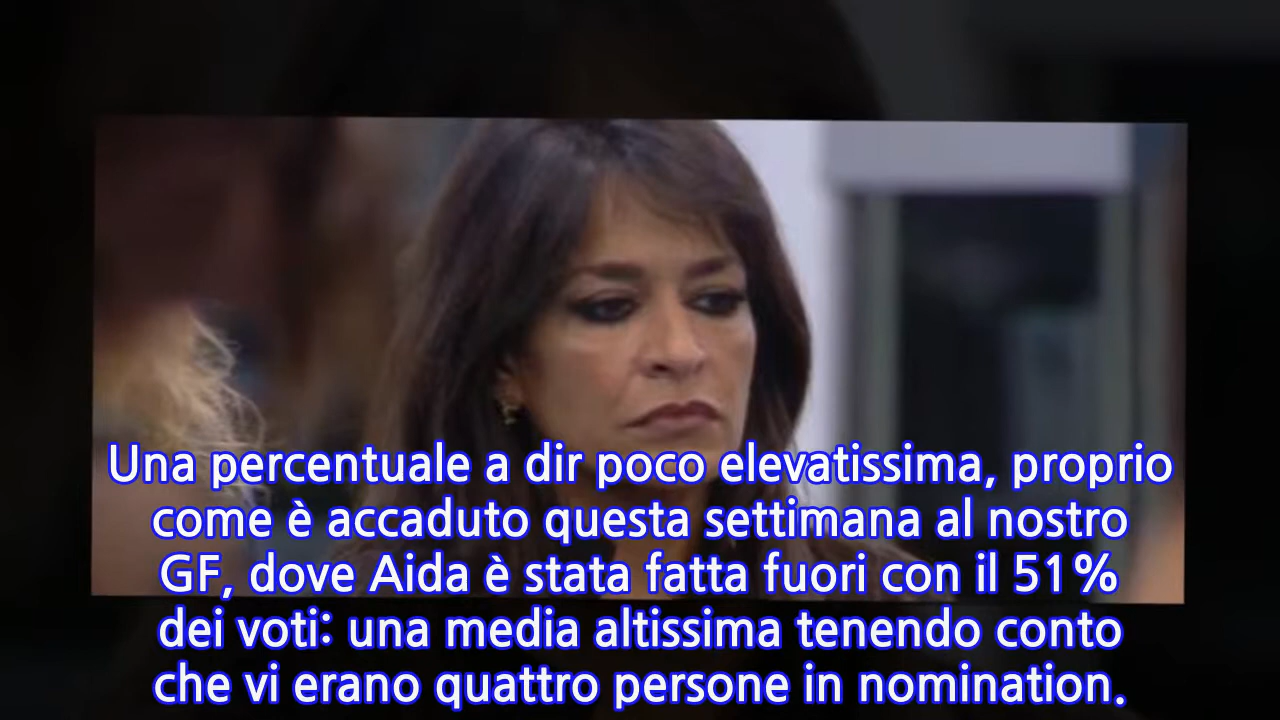 Una percentuale a dir poco elevatissima, proprio
come è accaduto questa settimana al nostro
GF, dove Aida è stata fatta fuori con il 51%
dei voti: una media altissima tenendo conto
che vi erano quattro persone in nomination.